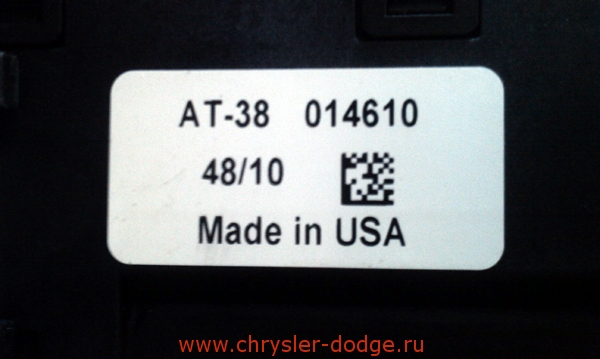 AT-38 014610
48/10
Made in USA
www.chrysler-dodge.ru